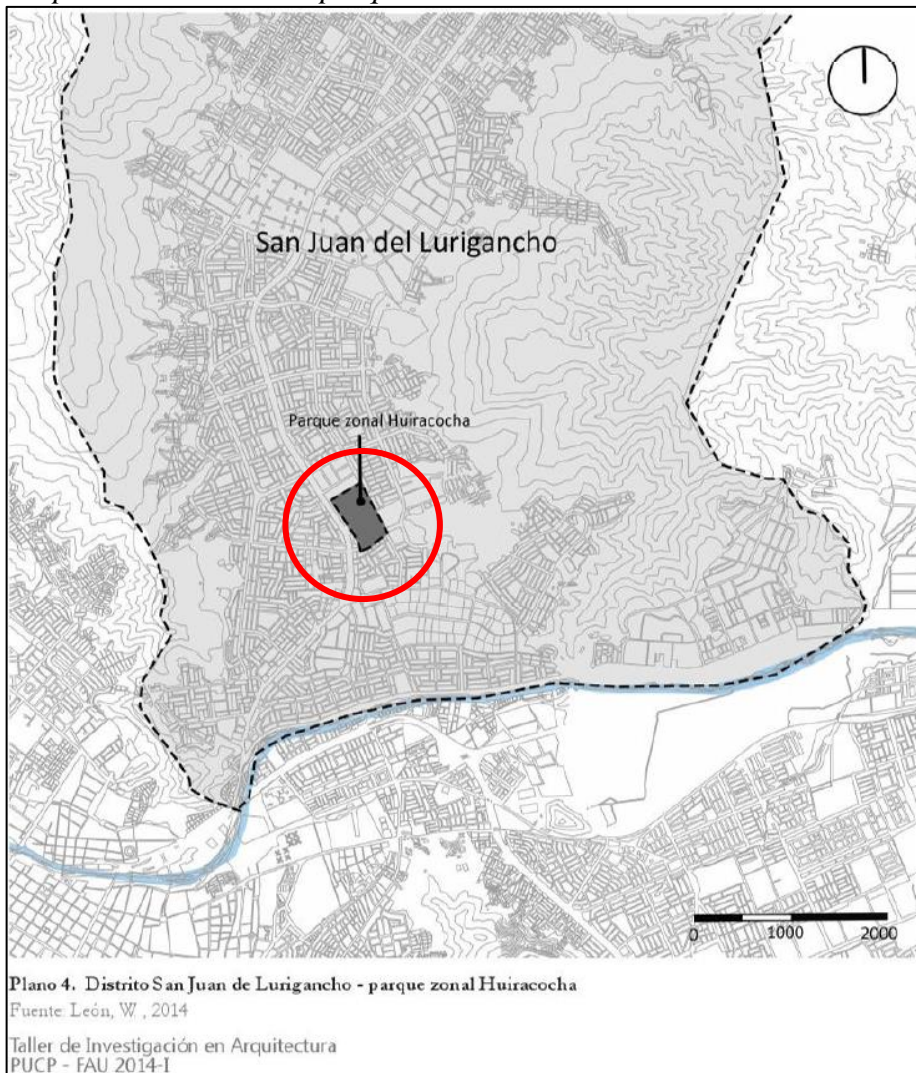 San Juan del Lurigancho
Parque zonal Huiracocha
0 1000 2000
Plano 4. Distrito San Juan de Lurigancho - parque zonal Huiracocha
Fuente: León, W , 2014
Taller de Investigación en Arquitectura
PUCP - FAU 2014-I